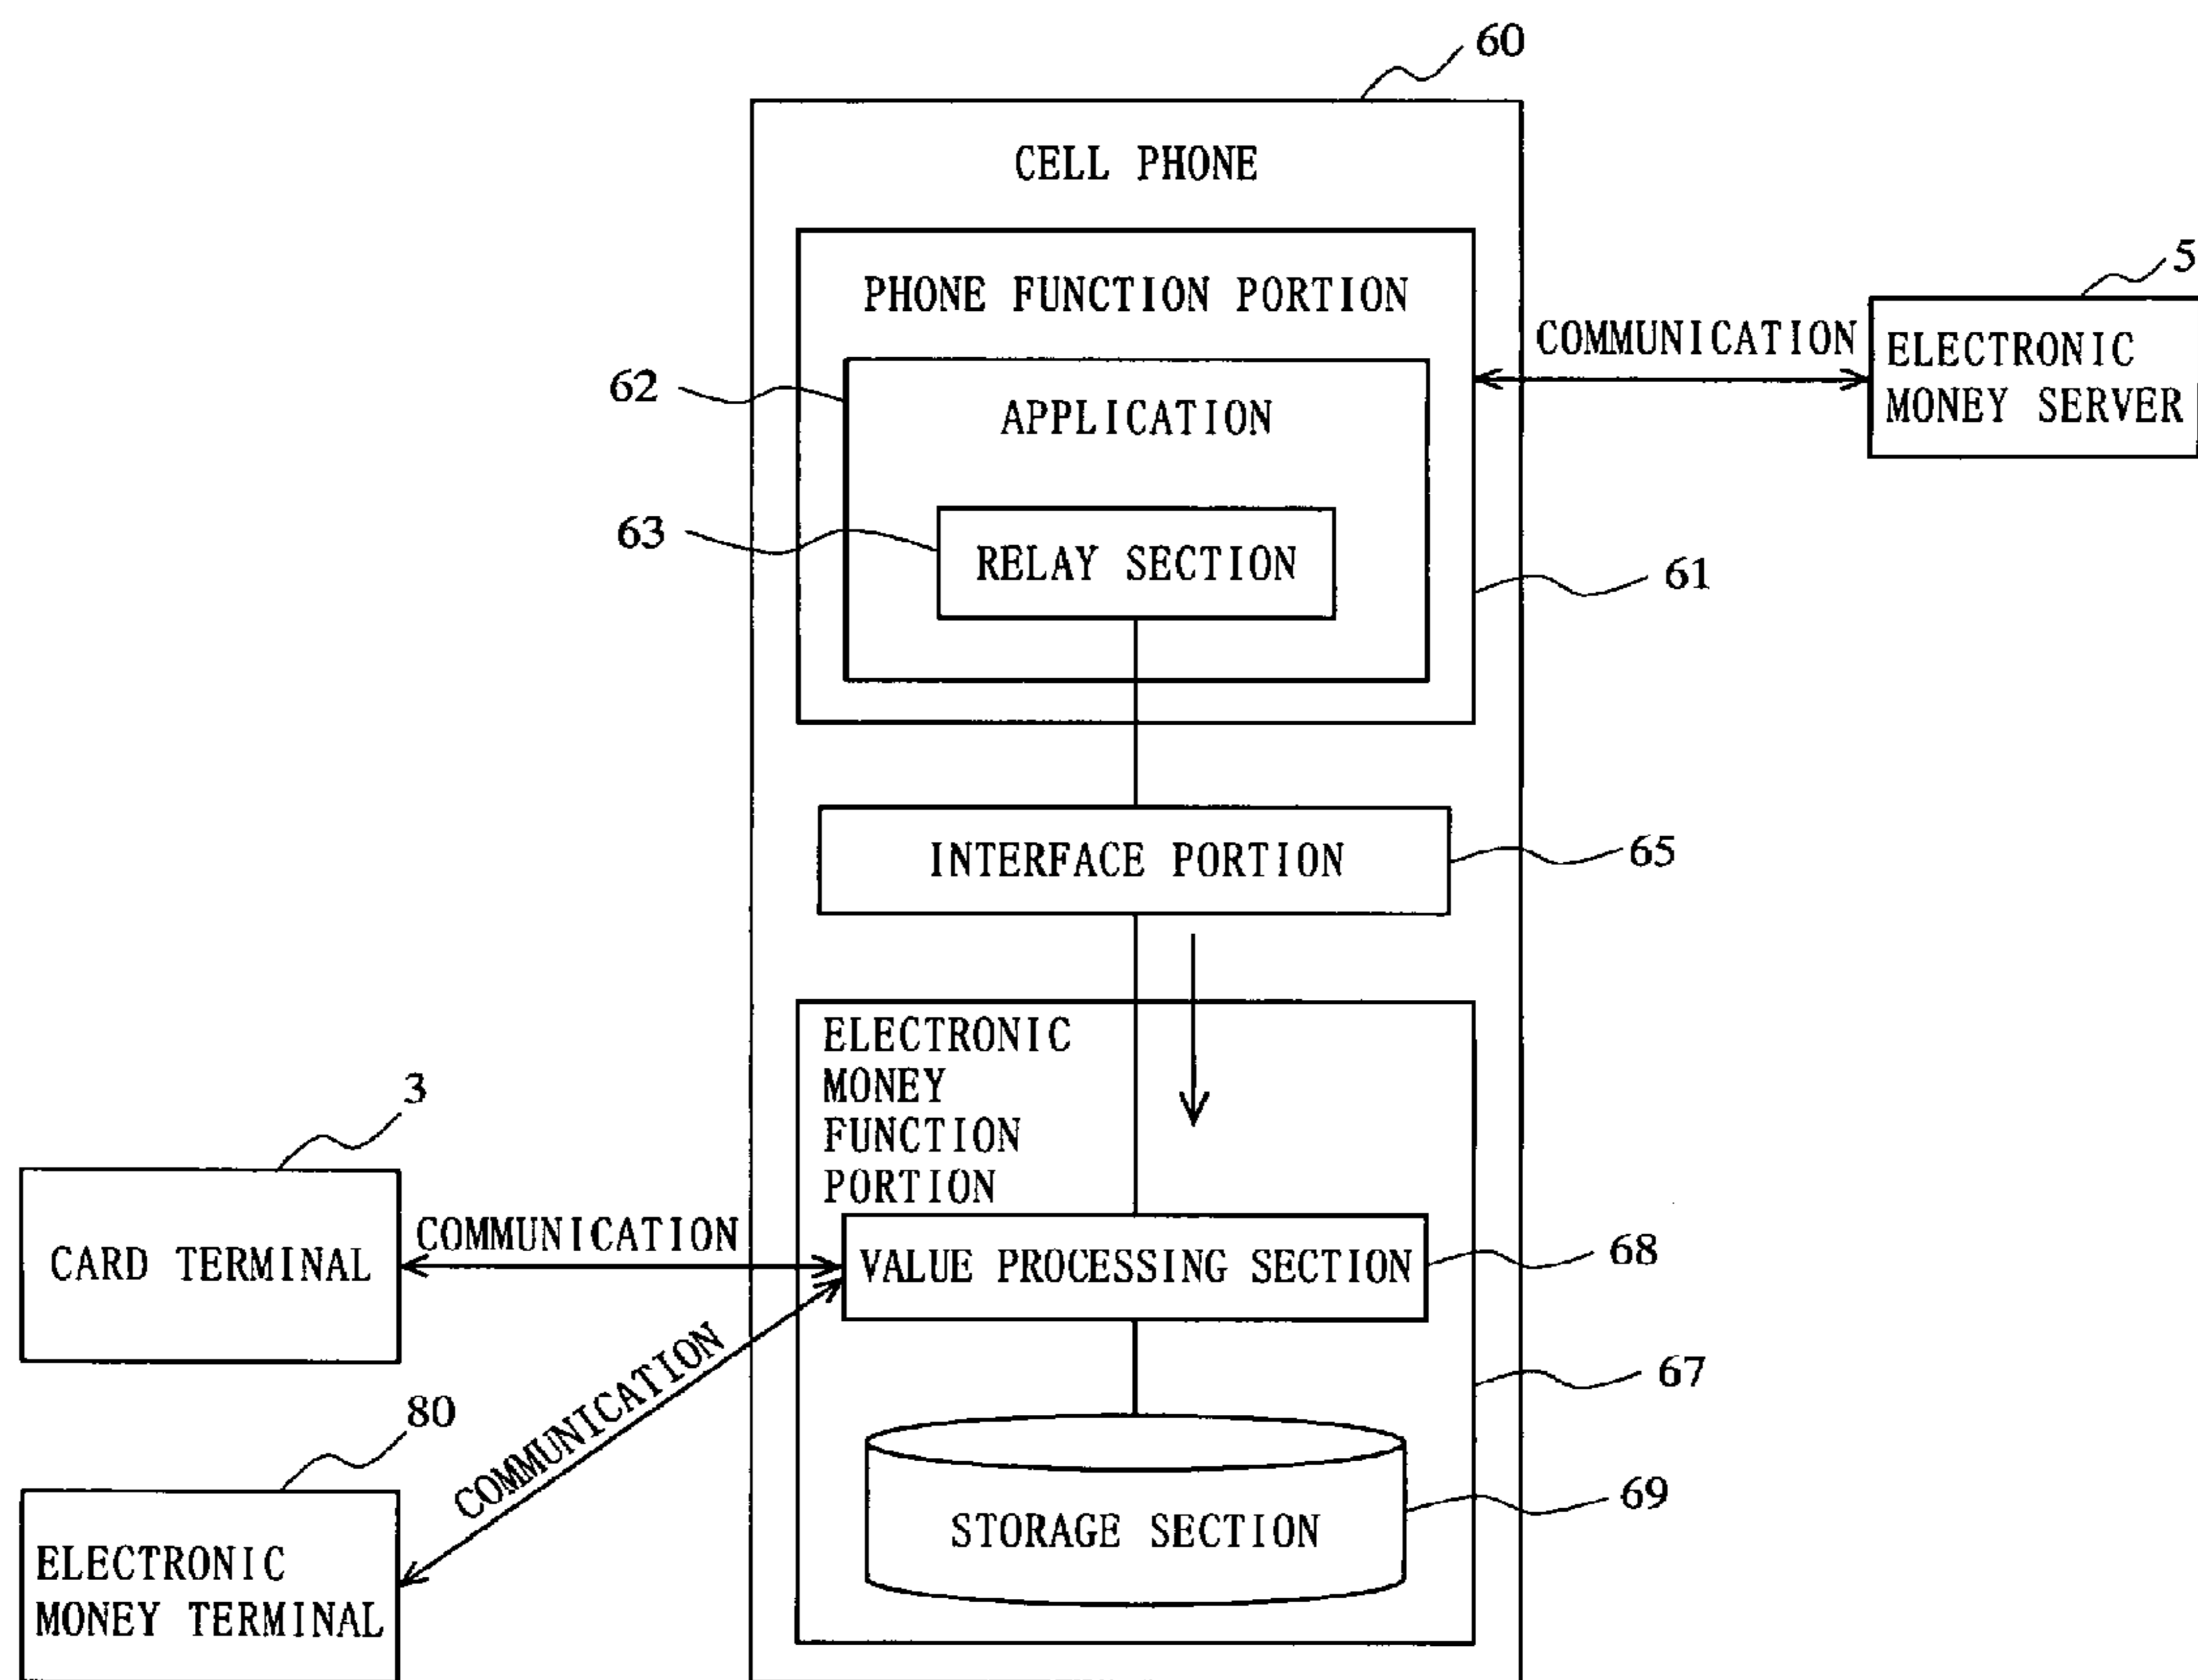 60
CELL PHONE
PHONE FUNCTION PORTION
5
COMMUNICATION
ELECTRONIC
MONEY SERVER
62
APPLICATION
63
RELAY SECTION
61
INTERFACE PORTION
65
ELECTRONIC
MONEY
FUNCTION
PORTION
3
CARD TERMINAL
COMMUNICATION
VALUE PROCESSING SECTION
68
COMMUNICATION
67
80
ELECTRONIC
MONEY TERMINAL
STORAGE SECTION
69